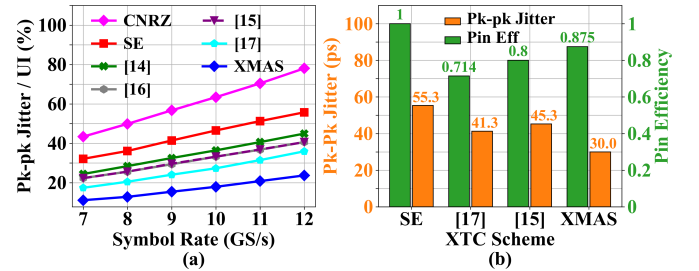 Pk-pk Jitter / UI (%)
100
80
60
40
20
CNRZ
SE
[14]
[16]
[15]
[17]
XMAS
7 8 9 10 11 12
Symbol Rate (GS/s)
(a)
Pk-Pk Jitter (ps)
100
80
60
40
20
0
Pk-pk Jitter
Pin Eff
1
0.714
0.8
0.875
55.3
41.3
45.3
30.0
1
0.8
0.6
0.4
0.2
0
Pin Efficiency
SE [17] [15] XMAS
XTC Scheme
(b)